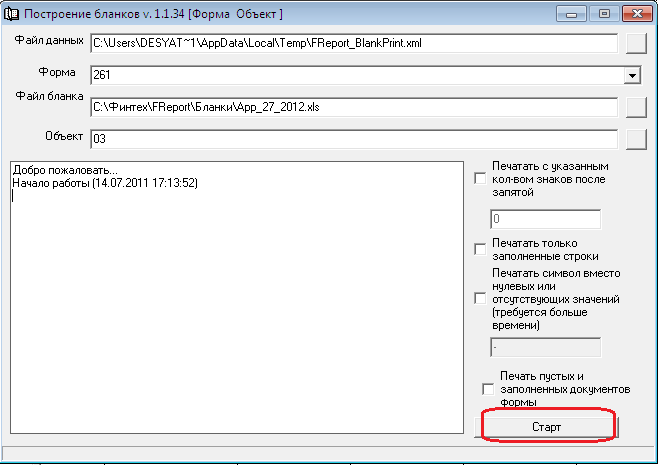 Построение бланков v. 1.1.34 [Форма Объект ]
Файл данных
C:\Users\DESYAT~1\AppData\Local\Temp\FReport_BlankPrint.xml
Форма
261
Файл бланка
C:\Финтех\FReport\Бланки\App_27_2012.xls
Объект
03
Добро пожаловать...
Начало работы (14.07.2011 17:13:52)
Печатать с указанным
кол-вом знаков после
запятой
0
Печатать только
заполненные строки
Печатать символ вместо
нулевых или
отсутствующих значений
(требуется больше
времени)
-
Печать пустых и
заполненных документов
формы
Старт